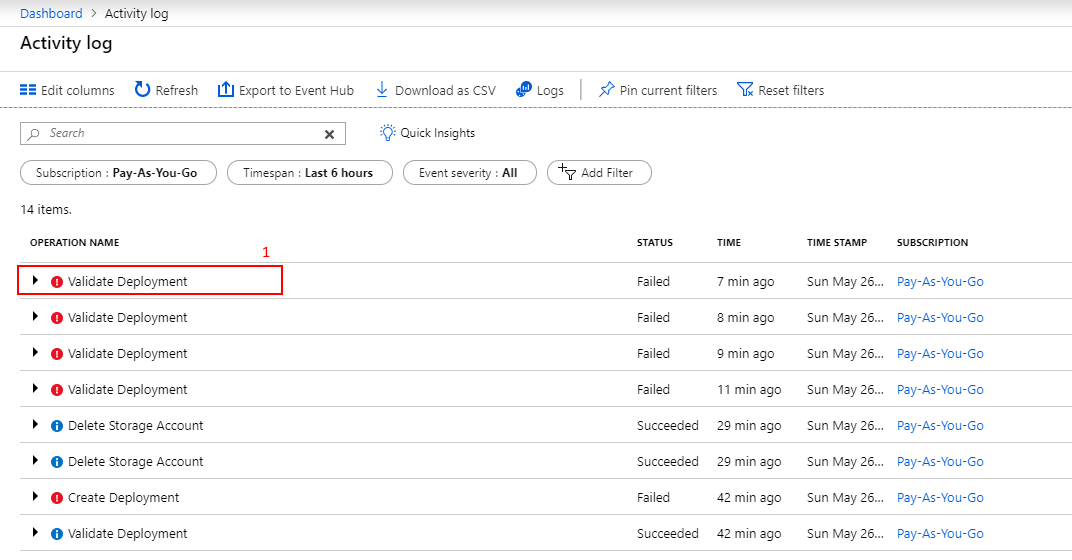 Dashboard > Activity log
Activity log
Edit columns Refresh Export to Event Hub Download as CSV Logs Pin current filters Reset filters
Search Quick Insights
Subscription : Pay-As-You-Go Timespan : Last 6 hours Event severity : All Add Filter
14 items.
OPERATION NAME STATUS TIME TIME STAMP SUBSCRIPTION
1
Validate Deployment Failed 7 min ago Sun May 26... Pay-As-You-Go
Validate Deployment Failed 8 min ago Sun May 26... Pay-As-You-Go
Validate Deployment Failed 9 min ago Sun May 26... Pay-As-You-Go
Validate Deployment Failed 11 min ago Sun May 26... Pay-As-You-Go
Delete Storage Account Succeeded 29 min ago Sun May 26... Pay-As-You-Go
Delete Storage Account Succeeded 29 min ago Sun May 26... Pay-As-You-Go
Create Deployment Failed 42 min ago Sun May 26... Pay-As-You-Go
Validate Deployment Succeeded 42 min ago Sun May 26... Pay-As-You-Go